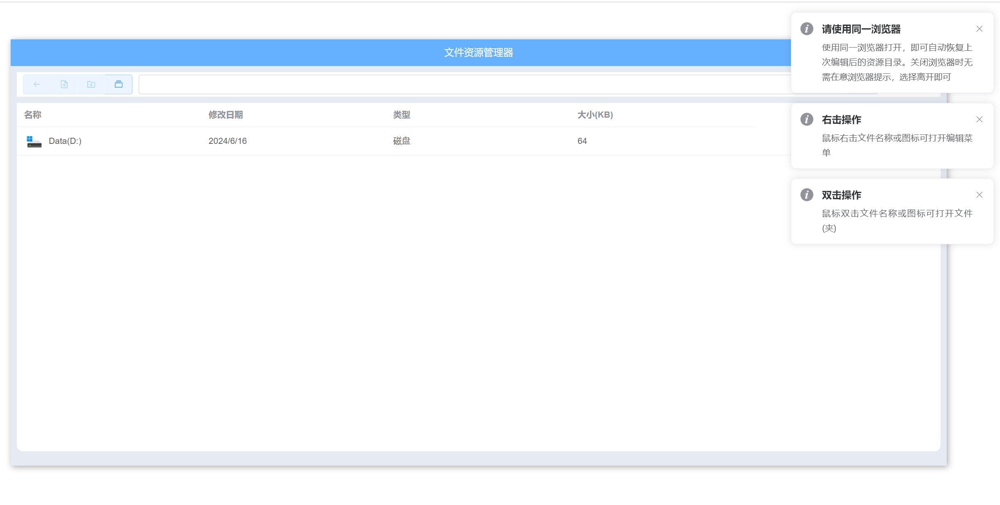 文件资源管理器
名称 修改日期 类型 大小(KB)
Data(D:) 2024/6/16 磁盘 64
请使用同一浏览器
使用同一浏览器打开，即可自动恢复上
次编辑后的资源目录。关闭浏览器时无
需在意浏览器提示，选择离开即可
右击操作
鼠标右击文件名称或图标可打开编辑菜
单
双击操作
鼠标双击文件名称或图标可打开文件
(夹)